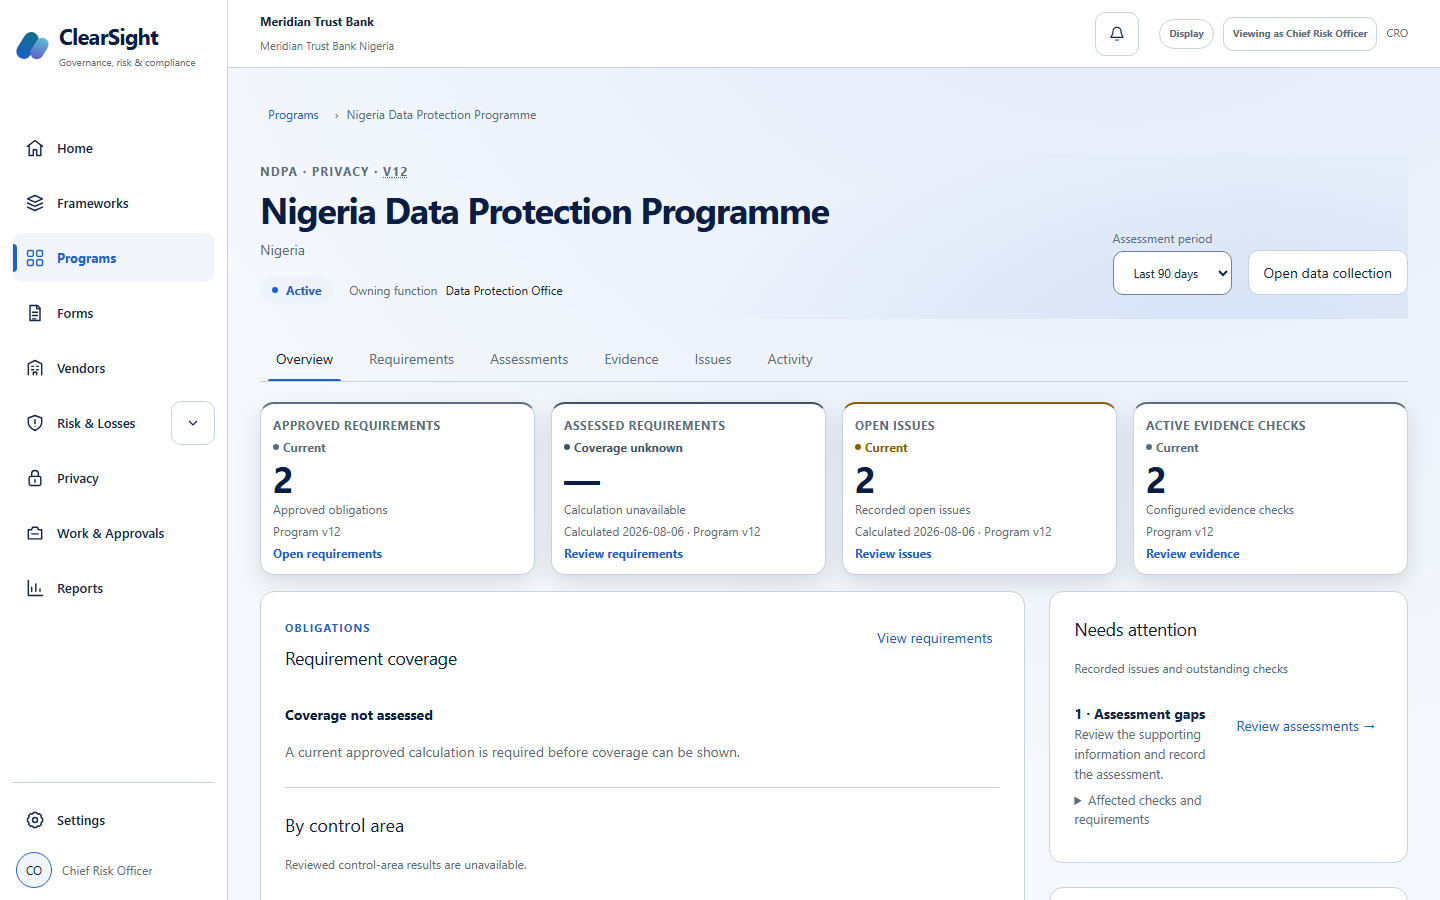 ClearSight
Governance, risk & compliance
Home
Frameworks
Programs
Forms
Vendors
Risk & Losses
Privacy
Work & Approvals
Reports
Settings
CO
Chief Risk Officer
Meridian Trust Bank
Meridian Trust Bank Nigeria
Display
Viewing as Chief Risk Officer
CRO
Programs › Nigeria Data Protection Programme
NDPA · PRIVACY · V12
Nigeria Data Protection Programme
Nigeria
Active
Owning function Data Protection Office
Assessment period
Last 90 days
Open data collection
Overview
Requirements
Assessments
Evidence
Issues
Activity
APPROVED REQUIREMENTS
Current
2
Approved obligations
Program v12
Open requirements
ASSESSED REQUIREMENTS
Coverage unknown
—
Calculation unavailable
Calculated 2026-08-06 · Program v12
Review requirements
OPEN ISSUES
Current
2
Recorded open issues
Calculated 2026-08-06 · Program v12
Review issues
ACTIVE EVIDENCE CHECKS
Current
2
Configured evidence checks
Program v12
Review evidence
OBLIGATIONS
Requirement coverage
View requirements
Coverage not assessed
A current approved calculation is required before coverage can be shown.
By control area
Reviewed control-area results are unavailable.
Needs attention
Recorded issues and outstanding checks
1 · Assessment gaps
Review the supporting
information and record
the assessment.
Review assessments →
Affected checks and
requirements